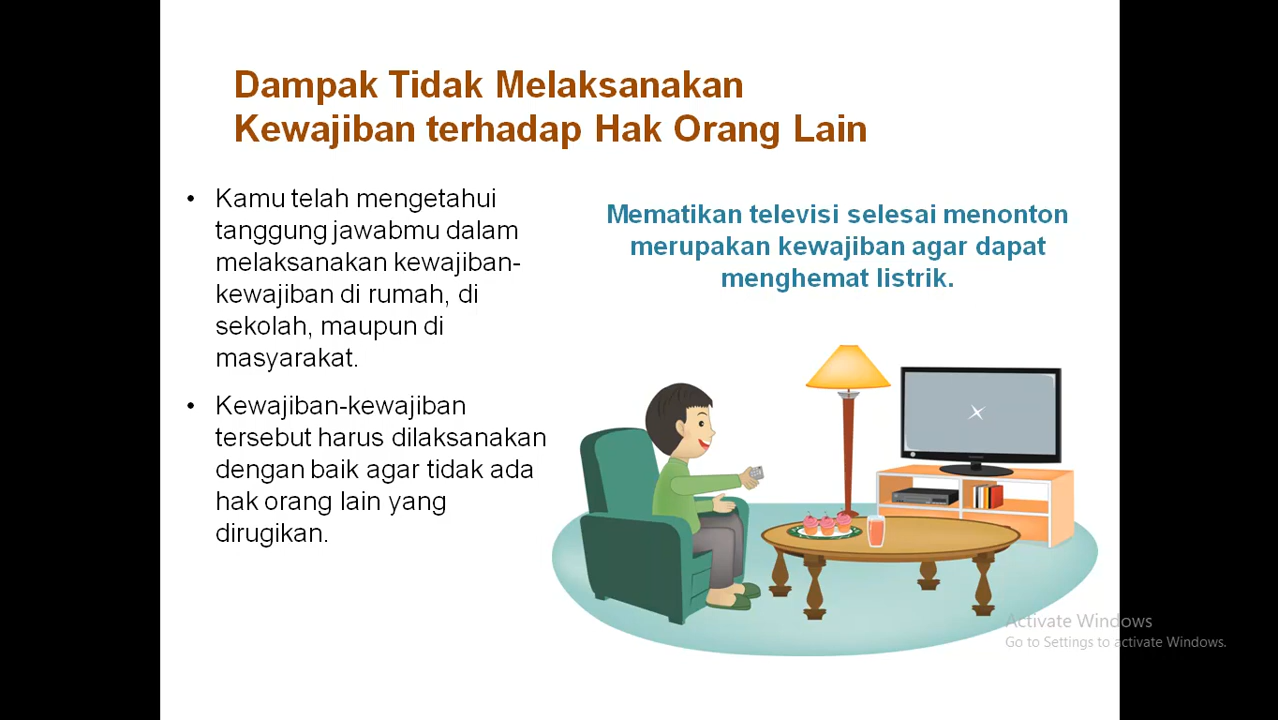 Dampak Tidak Melaksanakan
Kewajiban terhadap Hak Orang Lain
• Kamu telah mengetahui
tanggung jawabmu dalam
melaksanakan kewajiban-
kewajiban di rumah, di
sekolah, maupun di
masyarakat.
• Kewajiban-kewajiban
tersebut harus dilaksanakan
dengan baik agar tidak ada
hak orang lain yang
dirugikan.
Mematikan televisi selesai menonton
merupakan kewajiban agar dapat
menghemat listrik.
Activate Windows
Go to Settings to activate Windows.